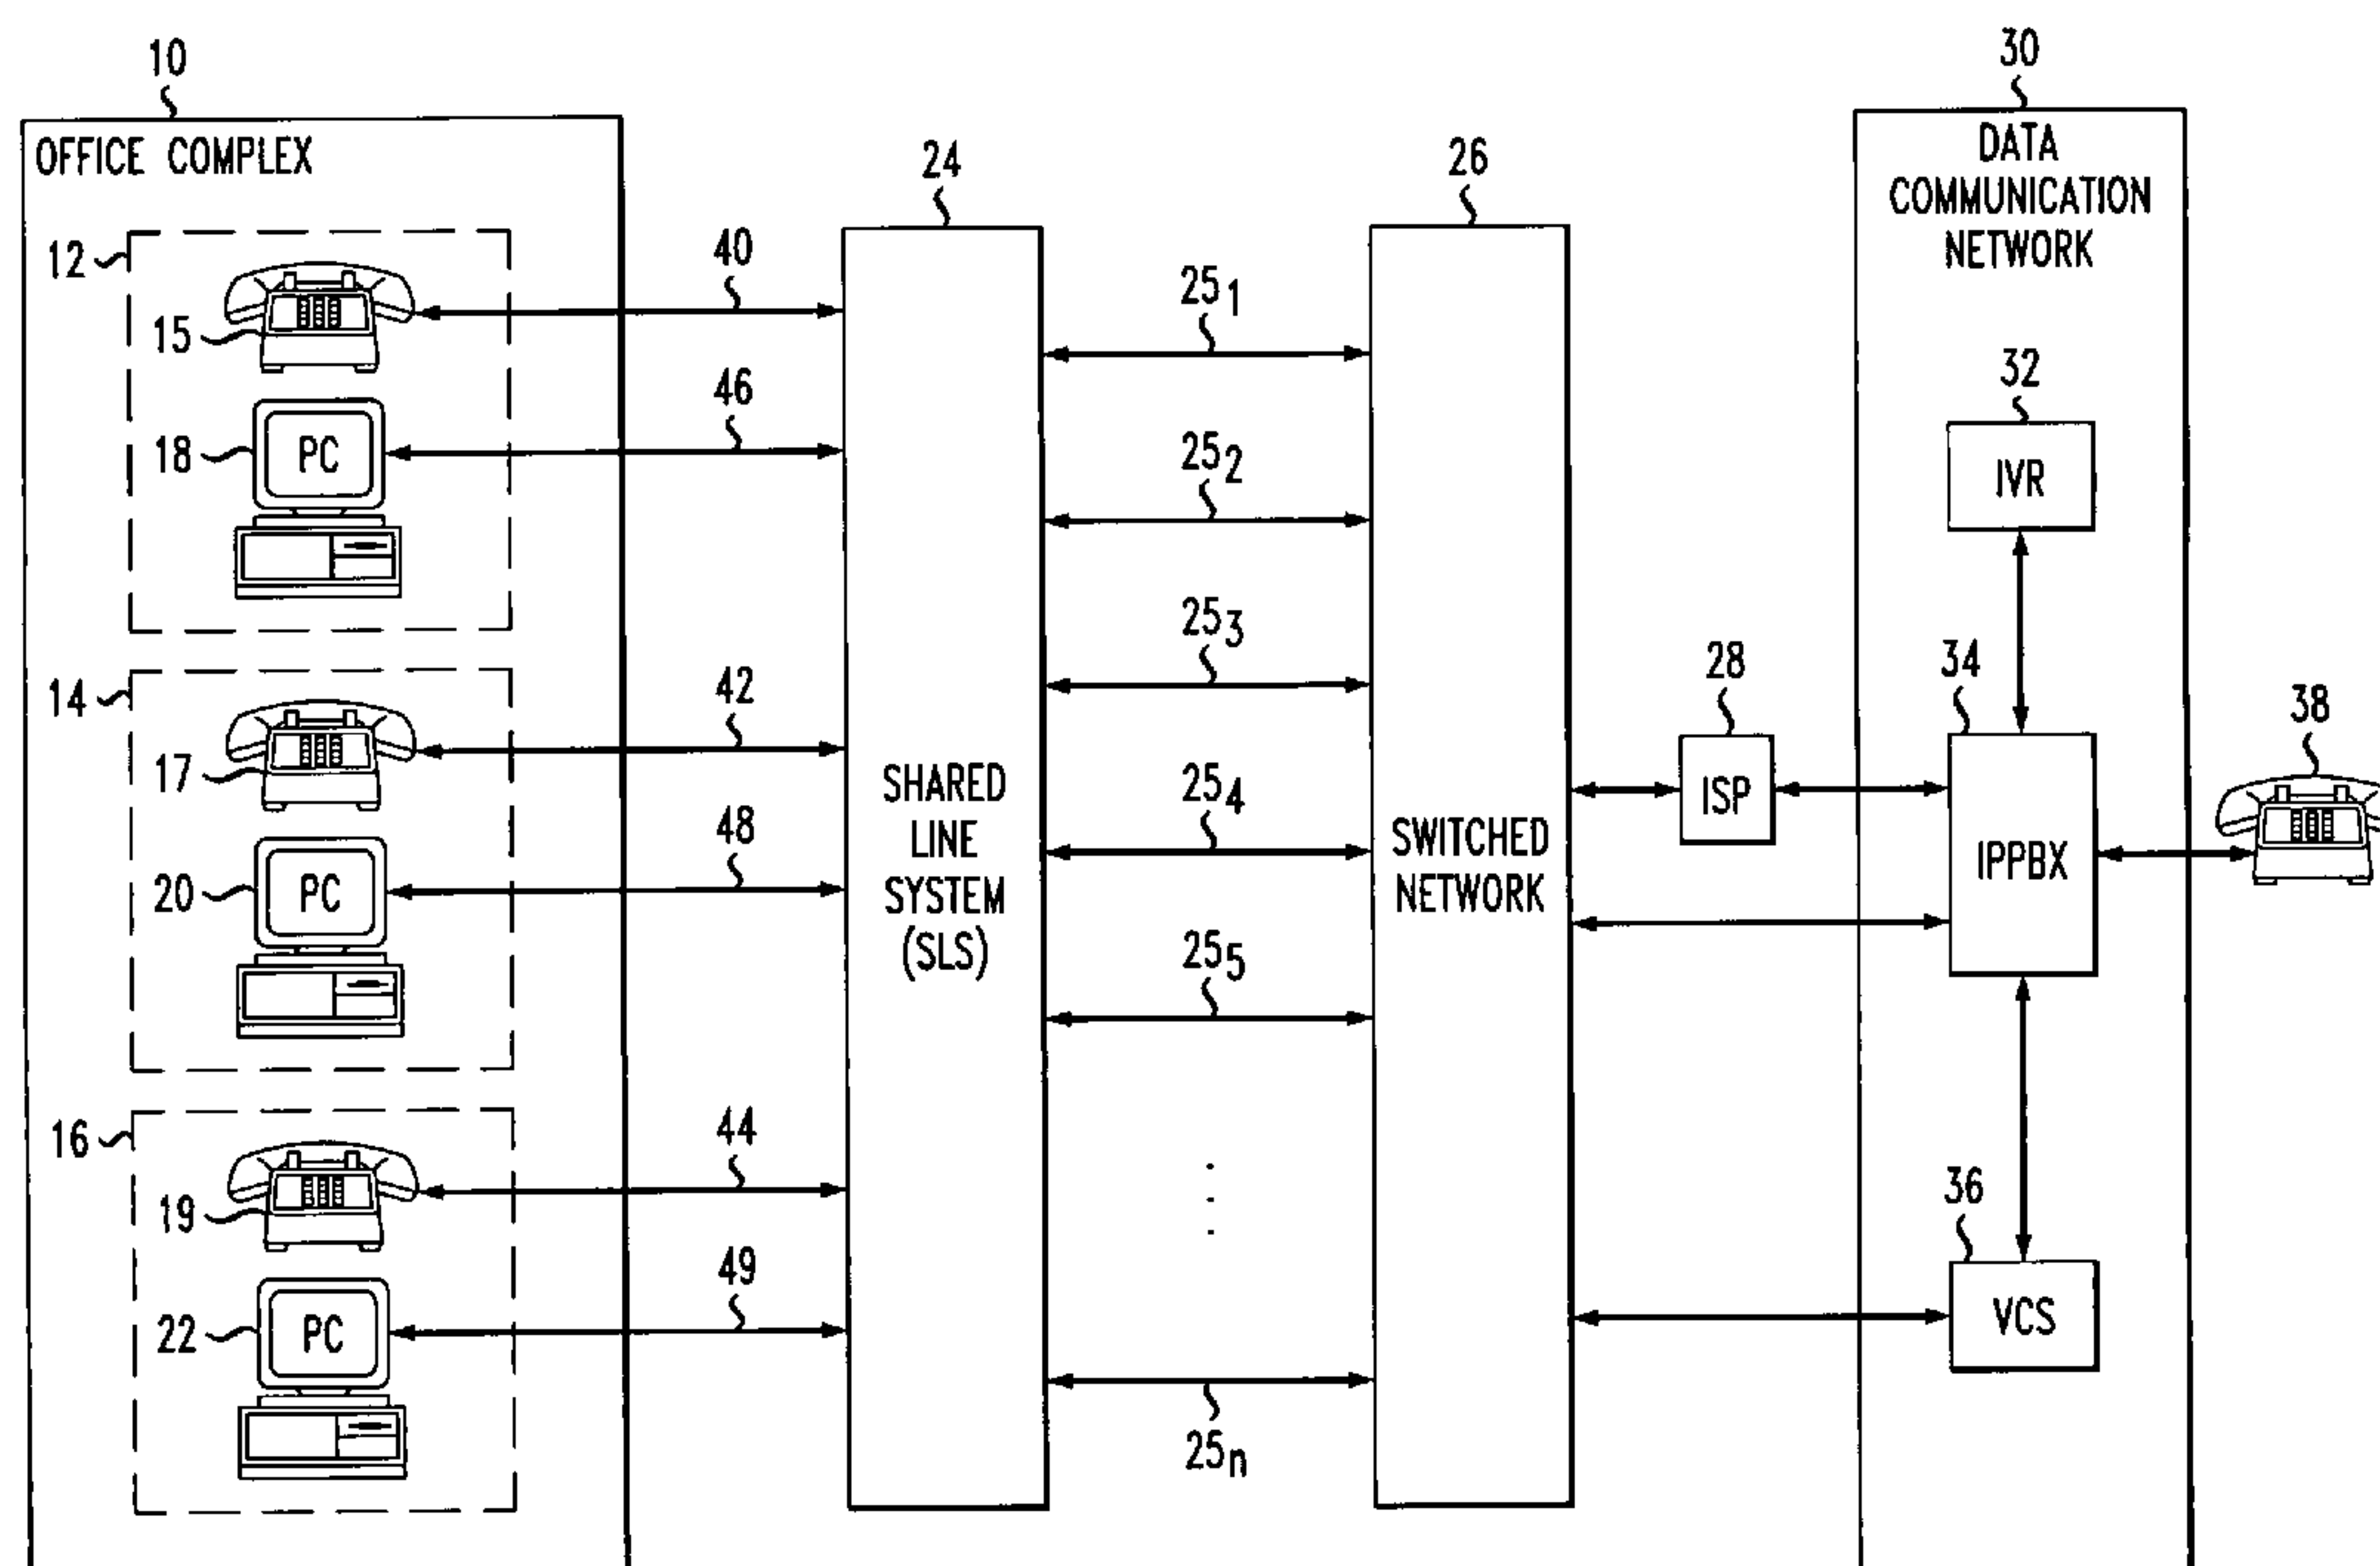 10
OFFICE COMPLEX
12
15
40
18
PC
46
14
17
42
20
PC
48
16
19
44
22
PC
49
24
SHARED
LINE
SYSTEM
(SLS)
25₁
25₂
25₃
25₄
25₅
.
.
.
25ₙ
26
SWITCHED
NETWORK
28
ISP
30
DATA
COMMUNICATION
NETWORK
32
IVR
34
IPPBX
36
VCS
38